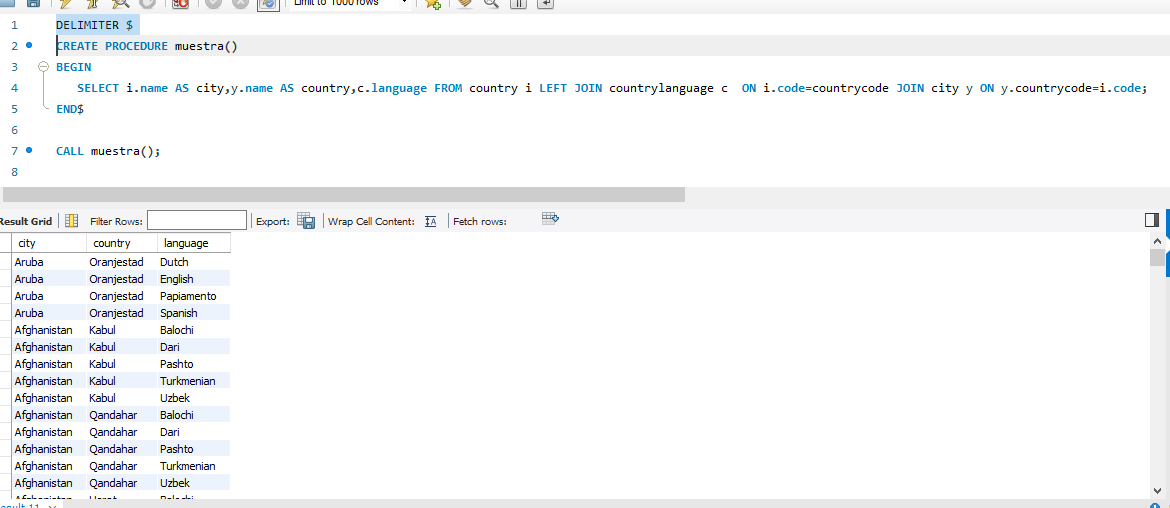 Limit to 1000 rows
1 DELIMITER $
2 CREATE PROCEDURE muestra()
3 BEGIN
4 SELECT i.name AS city,y.name AS country,c.language FROM country i LEFT JOIN countrylanguage c  ON i.code=countrycode JOIN city y ON y.countrycode=i.code;
5 END$
6
7 CALL muestra();
8
Result Grid Filter Rows: Export: Wrap Cell Content: Fetch rows:
city country language
Aruba Oranjestad Dutch
Aruba Oranjestad English
Aruba Oranjestad Papiamento
Aruba Oranjestad Spanish
Afghanistan Kabul Balochi
Afghanistan Kabul Dari
Afghanistan Kabul Pashto
Afghanistan Kabul Turkmenian
Afghanistan Kabul Uzbek
Afghanistan Qandahar Balochi
Afghanistan Qandahar Dari
Afghanistan Qandahar Pashto
Afghanistan Qandahar Turkmenian
Afghanistan Qandahar Uzbek
Afghanistan Herat Balochi